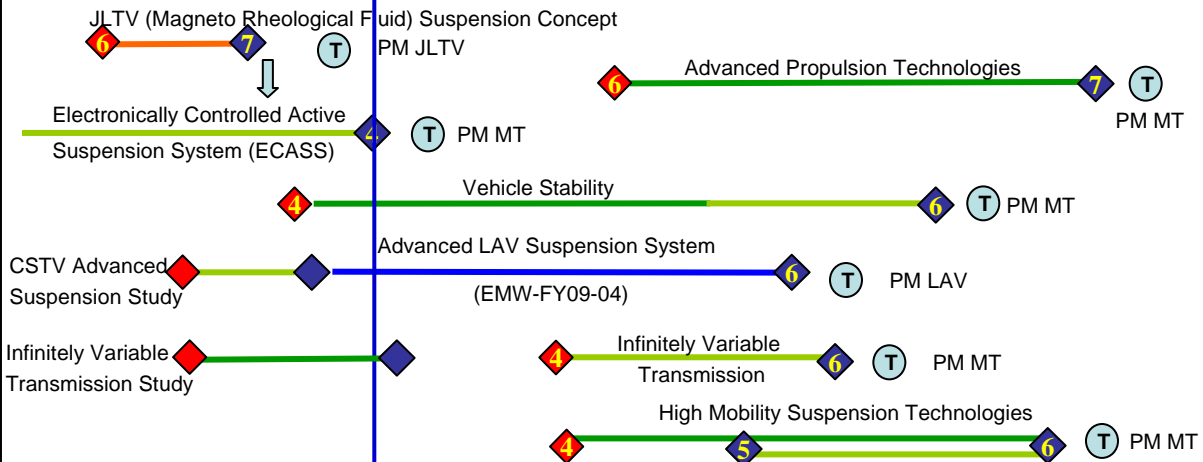 JLTV (Magneto Rheological Fluid) Suspension Concept
6 7 T PM JLTV
Advanced Propulsion Technologies
6 7 T
PM MT
Electronically Controlled Active
4 T PM MT
Suspension System (ECASS)
Vehicle Stability
4 6 T PM MT
Advanced LAV Suspension System
CSTV Advanced
Suspension Study
6 T PM LAV
(EMW-FY09-04)
Infinitely Variable
Transmission Study
Infinitely Variable
4 6 T PM MT
Transmission
High Mobility Suspension Technologies
4 5 6 T PM MT